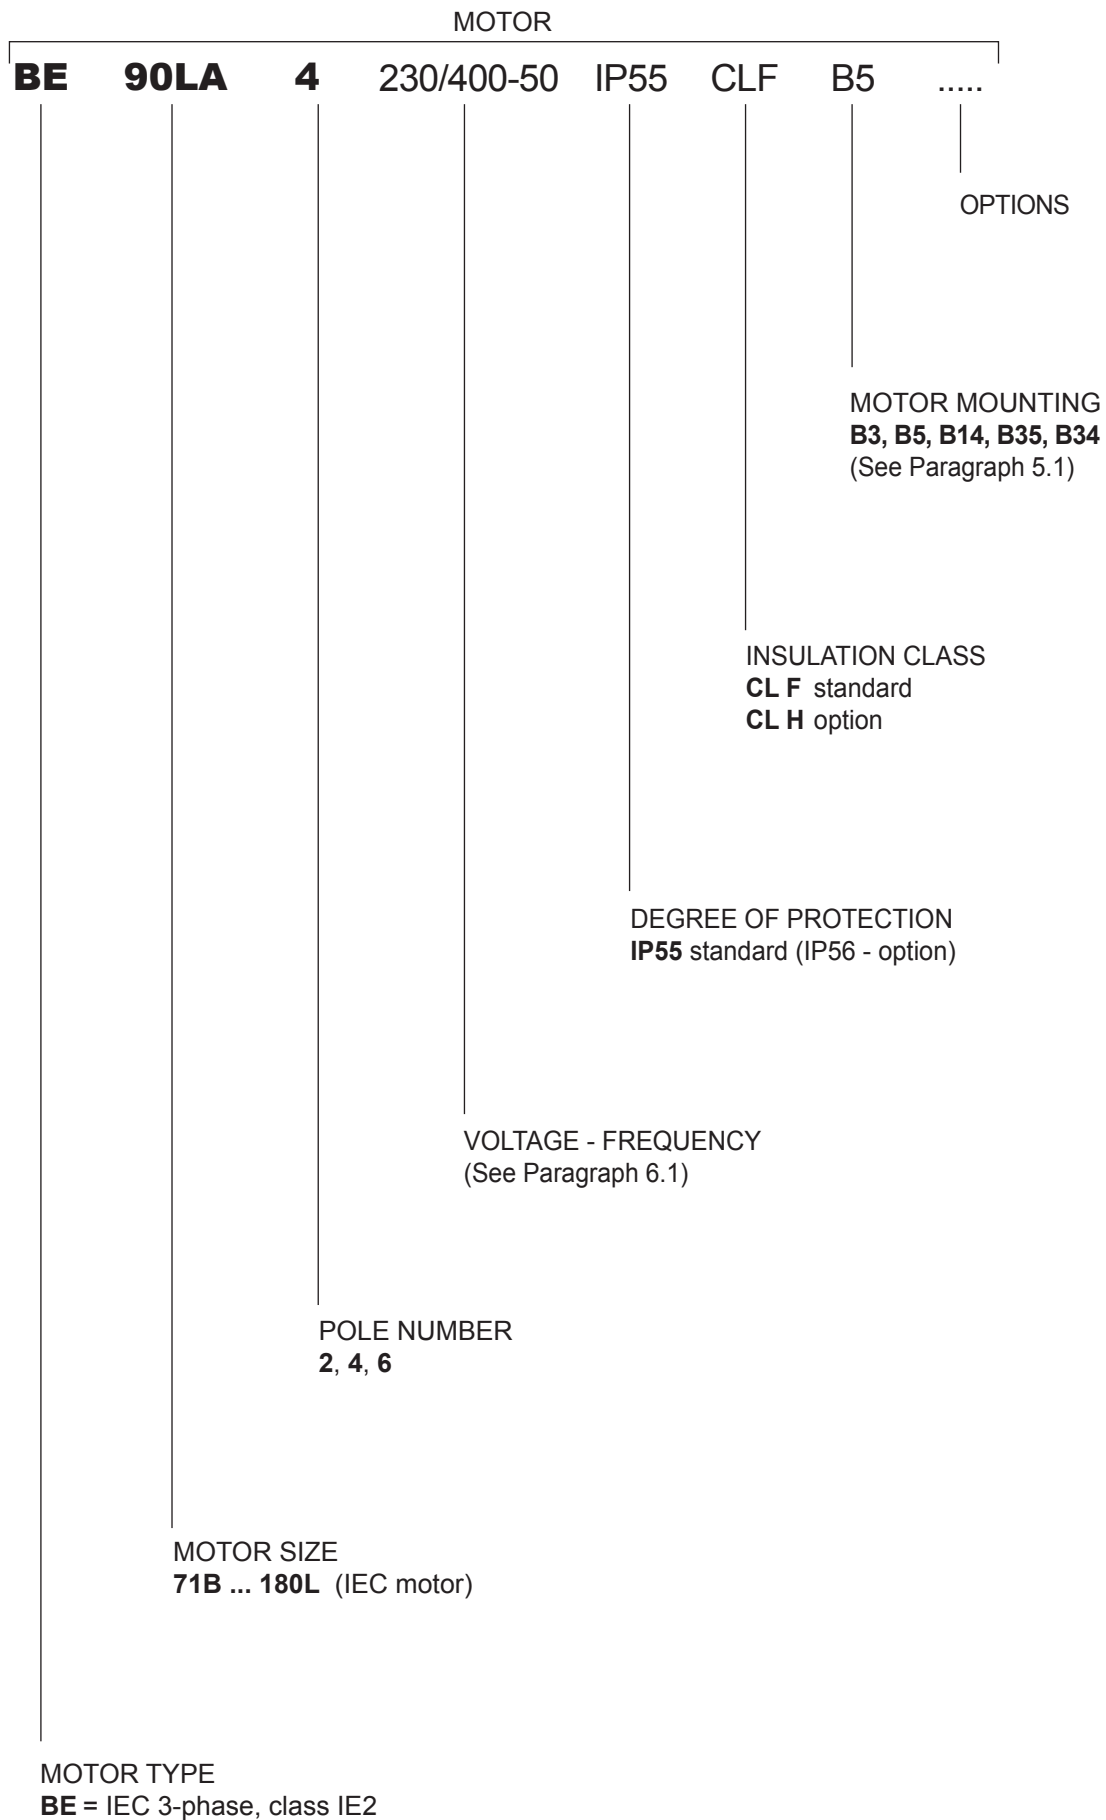 MOTOR
BE 90LA 4 230/400-50 IP55 CLF B5 .....
OPTIONS
MOTOR MOUNTING
B3, B5, B14, B35, B34
(See Paragraph 5.1)
INSULATION CLASS
CL F standard
CL H option
DEGREE OF PROTECTION
IP55 standard (IP56 - option)
VOLTAGE - FREQUENCY
(See Paragraph 6.1)
POLE NUMBER
2, 4, 6
MOTOR SIZE
71B ... 180L (IEC motor)
MOTOR TYPE
BE = IEC 3-phase, class IE2